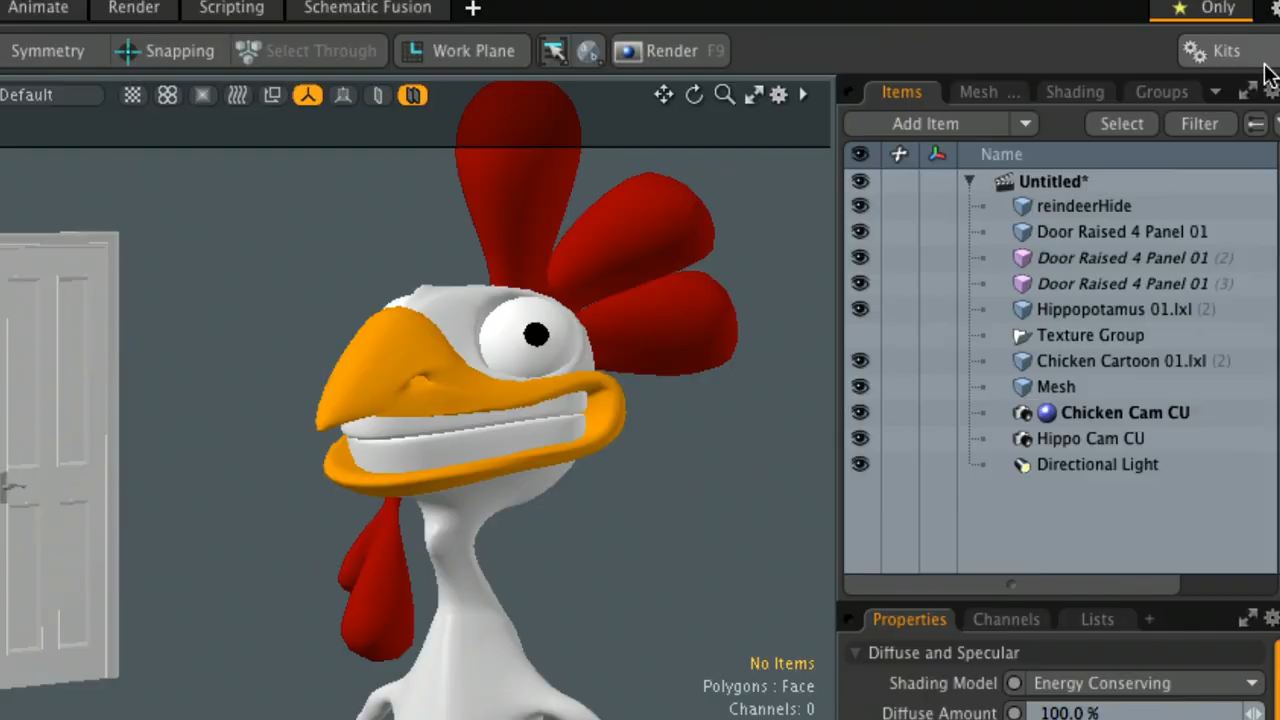 Animate Render Scripting Schematic Fusion + Only
Symmetry Snapping Select Through Work Plane Render F9 Kits
Default
Items Mesh ... Shading Groups
Add Item Select Filter
Name
Untitled*
reindeerHide
Door Raised 4 Panel 01
Door Raised 4 Panel 01 (2)
Door Raised 4 Panel 01 (3)
Hippopotamus 01.lxl (2)
Texture Group
Chicken Cartoon 01.lxl (2)
Mesh
Chicken Cam CU
Hippo Cam CU
Directional Light
Properties Channels Lists +
Diffuse and Specular
Shading Model Energy Conserving
Diffuse Amount 100.0 %
No Items
Polygons : Face
Channels: 0